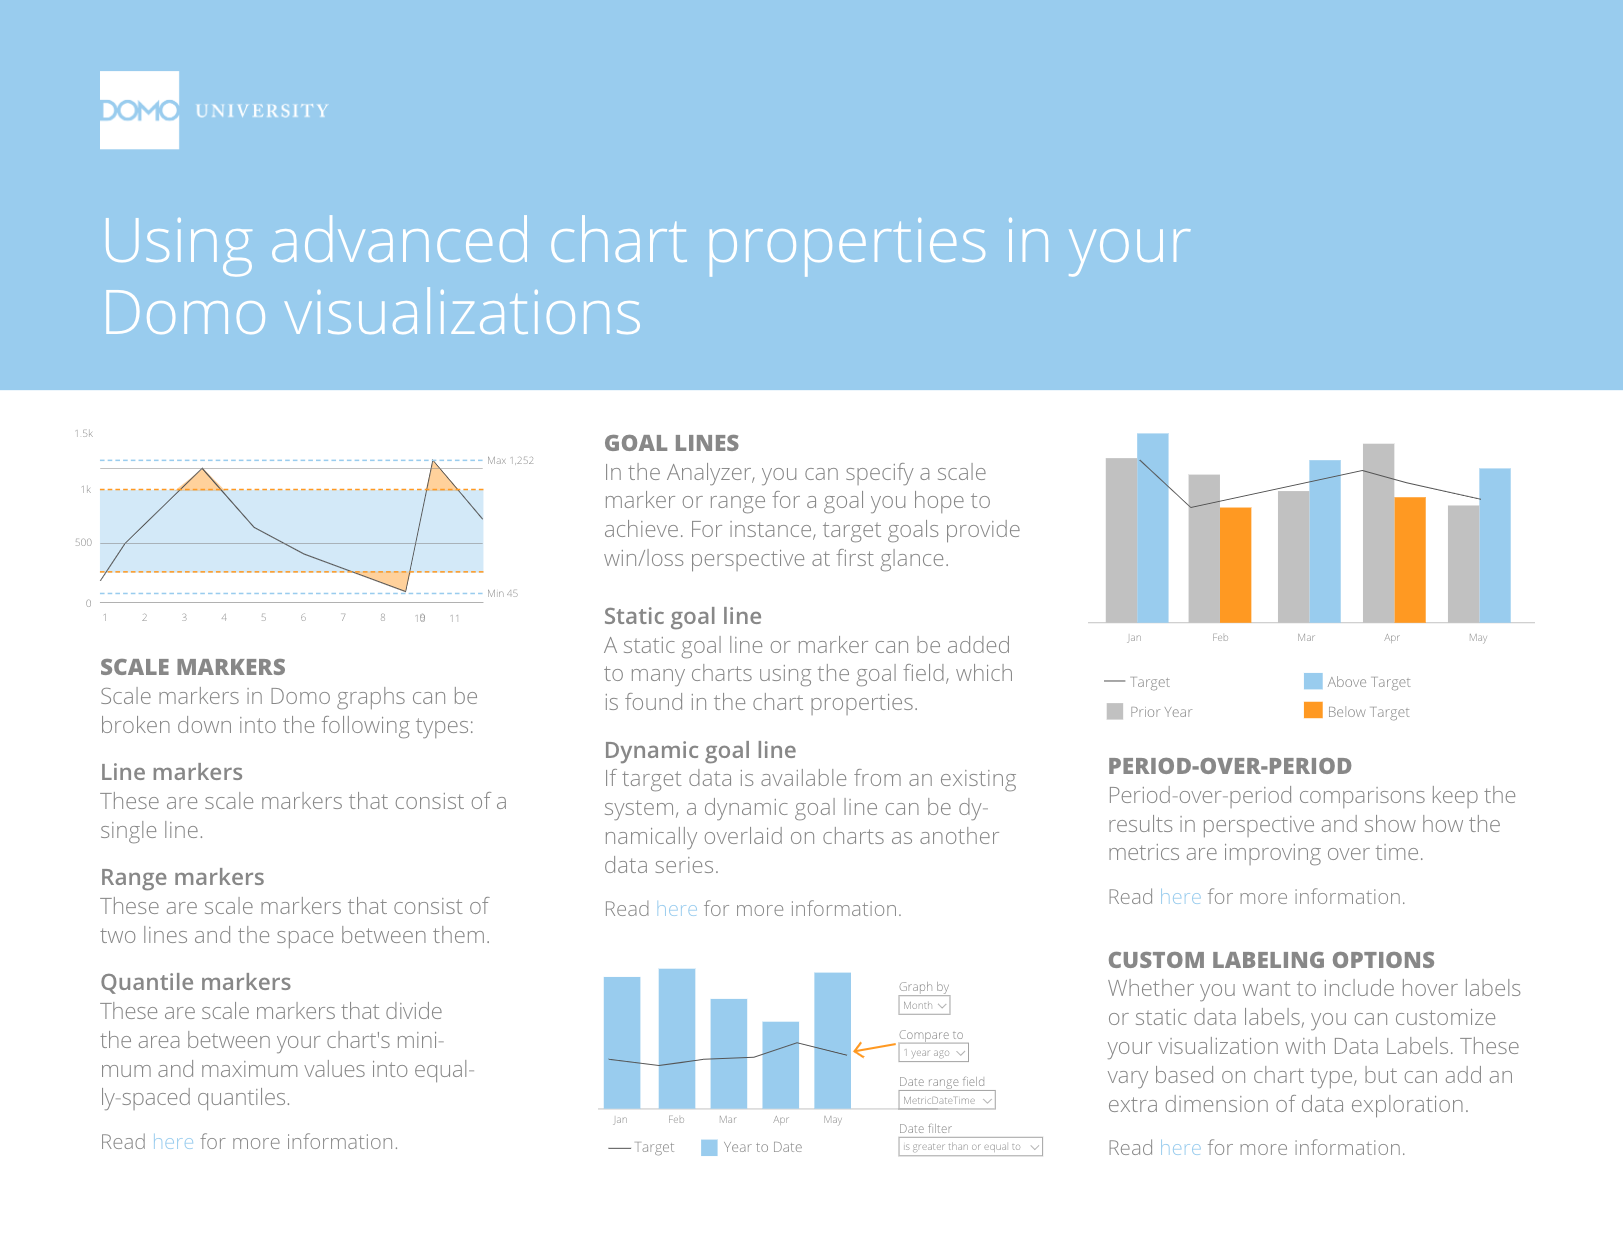 DOMO UNIVERSITY
Using advanced chart properties in your
Domo visualizations
1.5k
1k
500
0
Max 1,252
Min 45
1 2 3 4 5 6 7 8 9 10 11
SCALE MARKERS
Scale markers in Domo graphs can be
broken down into the following types:
Line markers
These are scale markers that consist of a
single line.
Range markers
These are scale markers that consist of
two lines and the space between them.
Quantile markers
These are scale markers that divide
the area between your chart's mini-
mum and maximum values into equal-
ly-spaced quantiles.
Read here for more information.
GOAL LINES
In the Analyzer, you can specify a scale
marker or range for a goal you hope to
achieve. For instance, target goals provide
win/loss perspective at first glance.
Static goal line
A static goal line or marker can be added
to many charts using the goal field, which
is found in the chart properties.
Dynamic goal line
If target data is available from an existing
system, a dynamic goal line can be dy-
namically overlaid on charts as another
data series.
Read here for more information.
Jan Feb Mar Apr May
Target Year to Date
Graph by
Month
Compare to
1 year ago
Date range field
MetricDateTime
Date filter
is greater than or equal to
Jan Feb Mar Apr May
Target Above Target
Prior Year Below Target
PERIOD-OVER-PERIOD
Period-over-period comparisons keep the
results in perspective and show how the
metrics are improving over time.
Read here for more information.
CUSTOM LABELING OPTIONS
Whether you want to include hover labels
or static data labels, you can customize
your visualization with Data Labels. These
vary based on chart type, but can add an
extra dimension of data exploration.
Read here for more information.